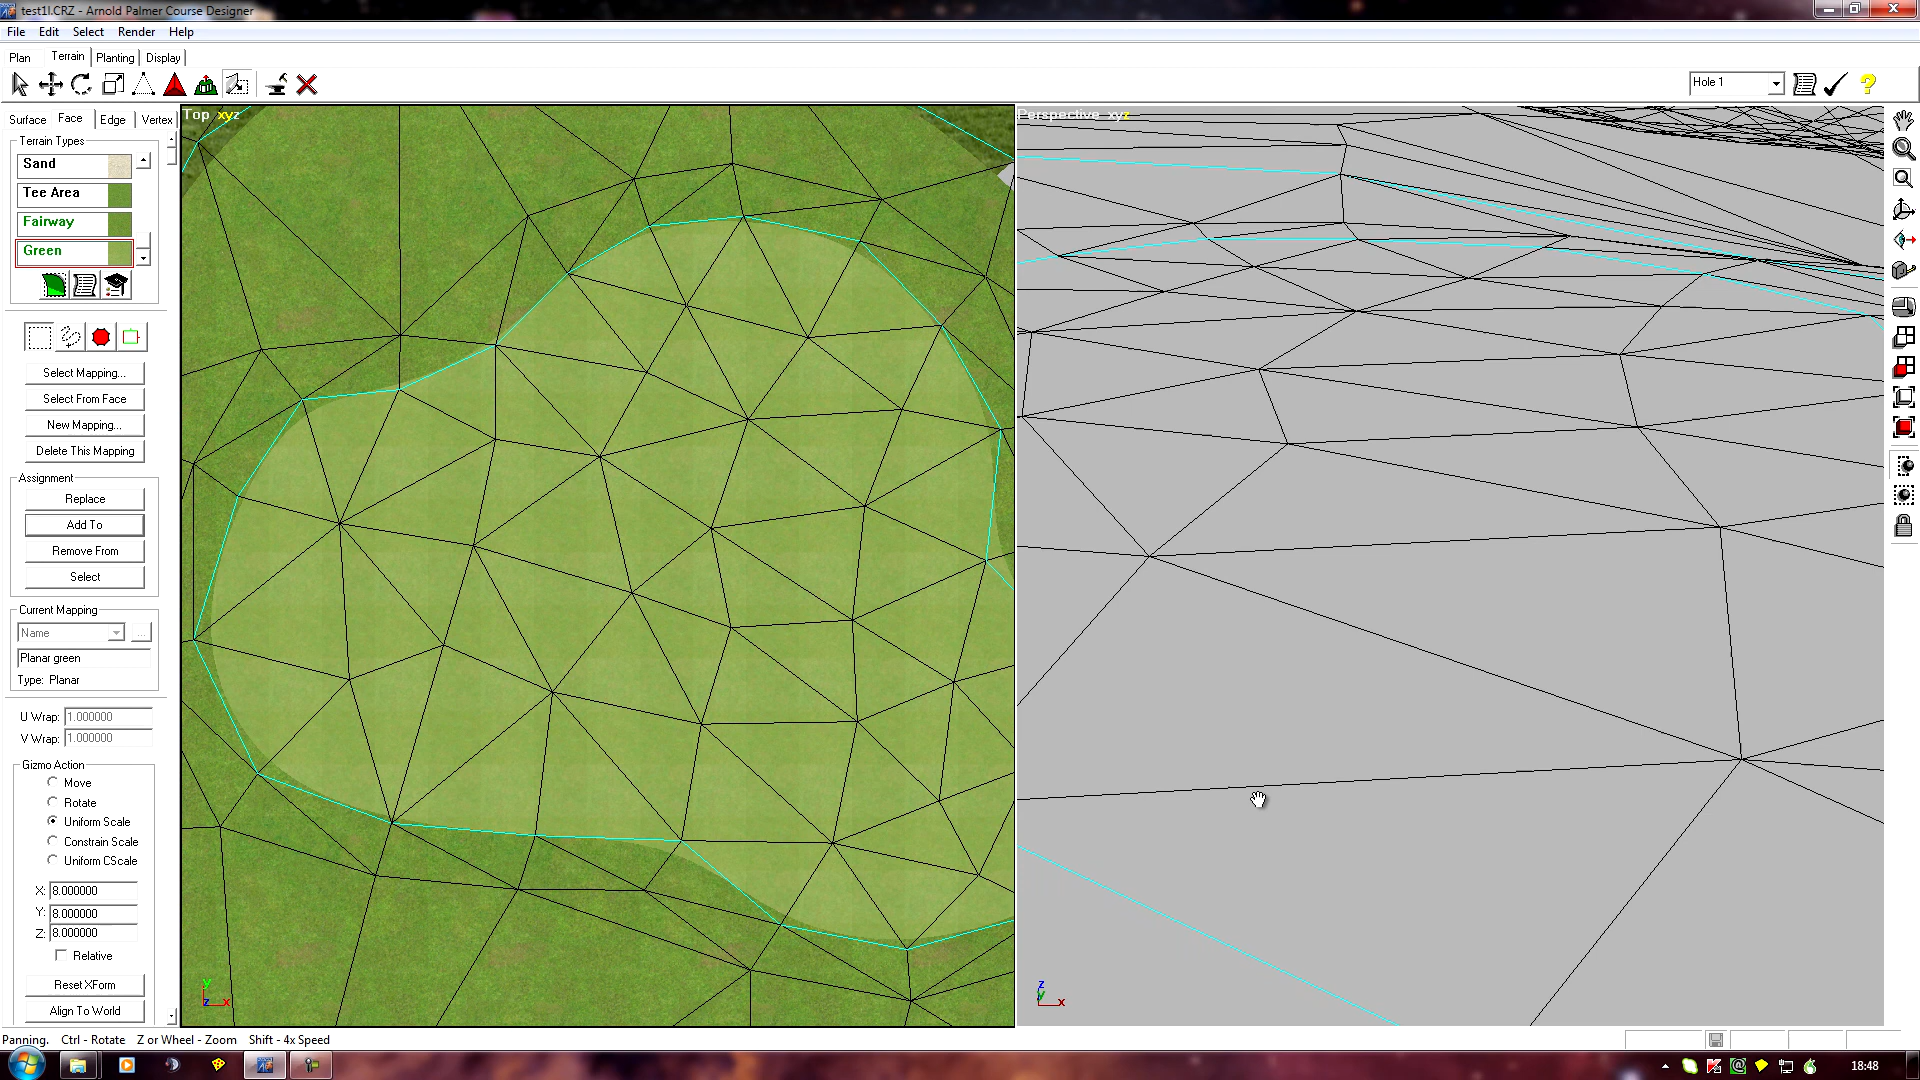 test1l.CRZ - Arnold Palmer Course Designer
File Edit Select Render Help
Plan Terrain Planting Display
Hole 1
Surface Face Edge Vertex
Top xyz
Perspective xyz
Terrain Types
Sand
Tee Area
Fairway
Green
Select Mapping...
Select From Face
New Mapping...
Delete This Mapping
Assignment
Replace
Add To
Remove From
Select
Current Mapping
Name ...
Planar green
Type: Planar
U Wrap: 1.000000
V Wrap: 1.000000
Gizmo Action
Move
Rotate
Uniform Scale
Constrain Scale
Uniform CScale
X: 8.000000
Y: 8.000000
Z: 8.000000
Relative
Reset XForm
Align To World
y
z x
z
y x
Panning. Ctrl - Rotate Z or Wheel - Zoom Shift - 4x Speed
18:48